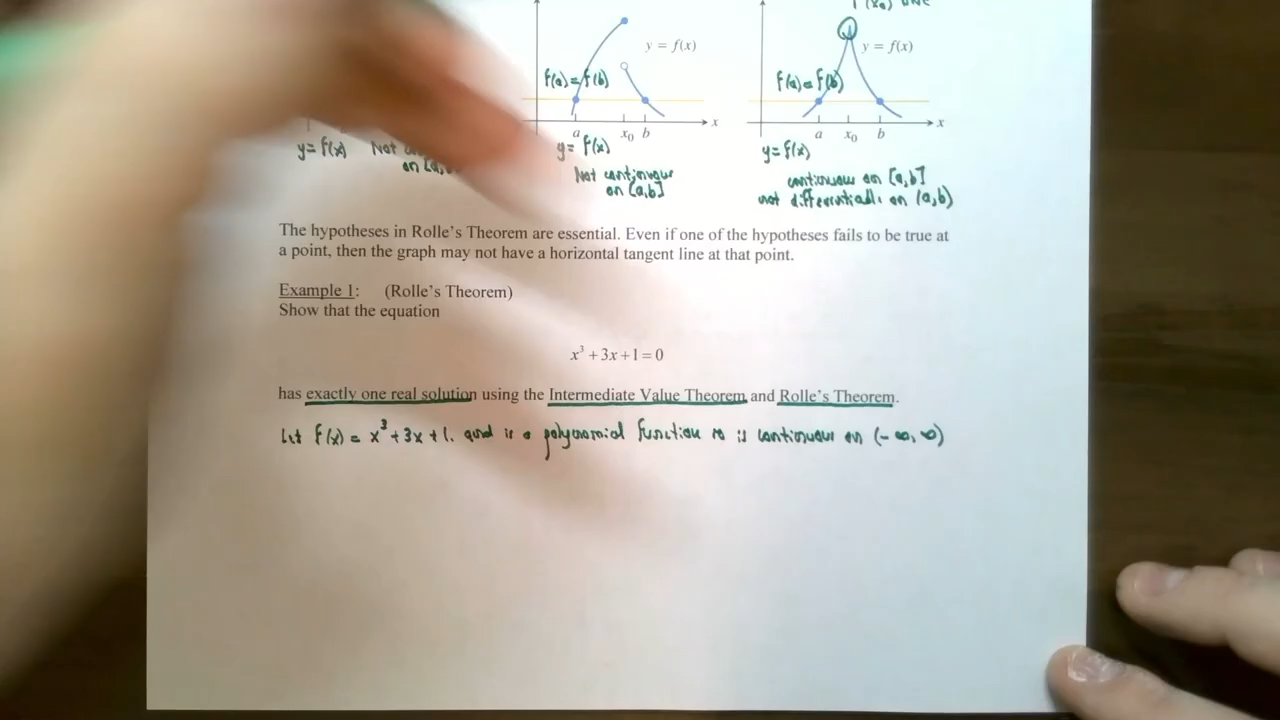 y = f(x)
y = f(x)
f(a) = f(b)
f(a) = f(b)
x
x
a x₀ b
a x₀ b
y = f(x) Not
on [a,
y = f(x)
Not continuous
on [a,b]
y = f(x)
continuous on [a,b]
not on (a,b)
The hypotheses in Rolle's Theorem are essential. Even if one of the hypotheses fails to be true at
a point, then the graph may not have a horizontal tangent line at that point.
Example 1: (Rolle's Theorem)
Show that the equation
x³ + 3x + 1 = 0
has exactly one real solution using the Intermediate Value Theorem and Rolle's Theorem.
Let f(x) = x³ + 3x + 1. and is a polynomial function is continuous on (-∞, ∞)